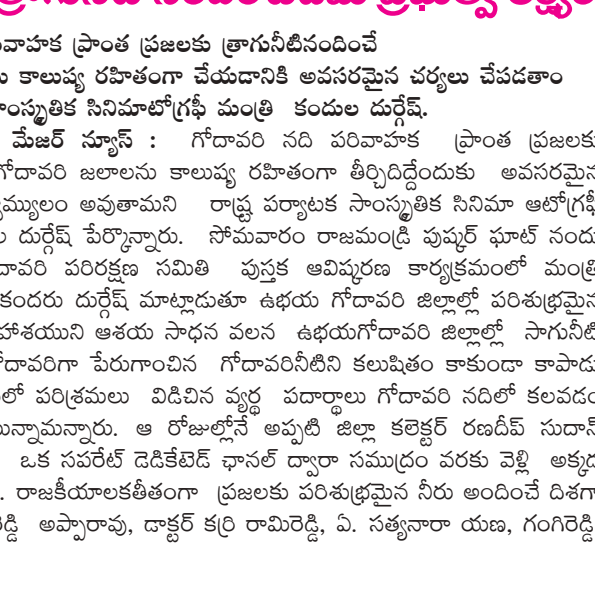 ప్రాంత ప్రజలకు త్రాగునీటినందించే
కాలుష్య రహితంగా చేయడానికి అవసరమైన చర్యలు చేపడతాం
సాంస్కృతిక సినిమాటోగ్రఫీ మంత్రి కందుల దుర్గేష్.
మేజర్ న్యూస్ : గోదావరి నది పరివాహక ప్రాంత ప్రజలకు
గోదావరి జలాలను కాలుష్య రహితంగా తీర్చిదిద్దేందుకు అవసరమైన
అవుతామని రాష్ట్ర పర్యాటక సాంస్కృతిక సినిమా ఆటోగ్రఫీ
దుర్గేష్ పేర్కొన్నారు. సోమవారం రాజమండ్రి పుష్కర్ ఘాట్ నందు
పరిరక్షణ సమితి పుస్తక ఆవిష్కరణ కార్యక్రమంలో మంత్రి
కందరు దుర్గేష్ మాట్లాడుతూ ఉభయ గోదావరి జిల్లాల్లో పరిశుభ్రమైన
ఆశయ సాధన వలన ఉభయగోదావరి జిల్లాల్లో సాగునీటి
పేరుగాంచిన గోదావరినీటిని కలుషితం కాకుండా కాపాడు
పరిశ్రమలు విడిచిన వ్యర్థ పదార్థాలు గోదావరి నదిలో కలవడం
ఆ రోజుల్లోనే అప్పటి జిల్లా కలెక్టర్ రణదీప్ సుదాన్
ఒక సపరేట్ డెడికేటెడ్ ఛానల్ ద్వారా సముద్రం వరకు వెళ్లి అక్కడ
. రాజకీయాలకతీతంగా ప్రజలకు పరిశుభ్రమైన నీరు అందించే దిశగా
అప్పారావు, డాక్టర్ కర్రి రామిరెడ్డి, ఏ. సత్యనారా యణ, గంగిరెడ్డి